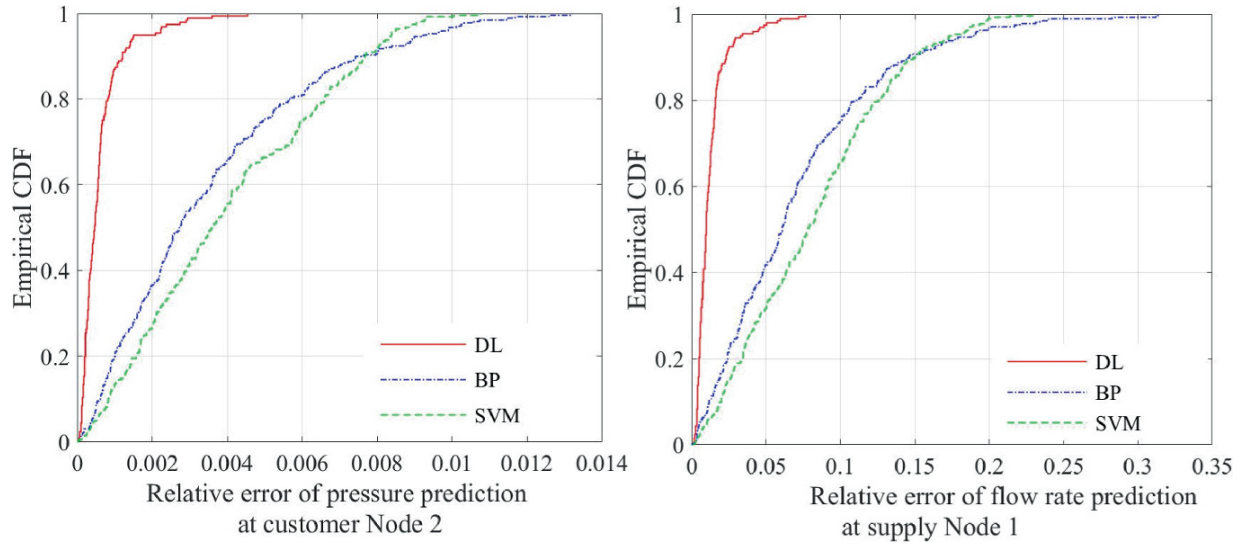 Empirical CDF
1
0.8
0.6
0.4
0.2
0
DL
BP
SVM
0 0.002 0.004 0.006 0.008 0.01 0.012 0.014
Relative error of pressure prediction
at customer Node 2
Empirical CDF
1
0.8
0.6
0.4
0.2
0
DL
BP
SVM
0 0.05 0.1 0.15 0.2 0.25 0.3 0.35
Relative error of flow rate prediction
at supply Node 1